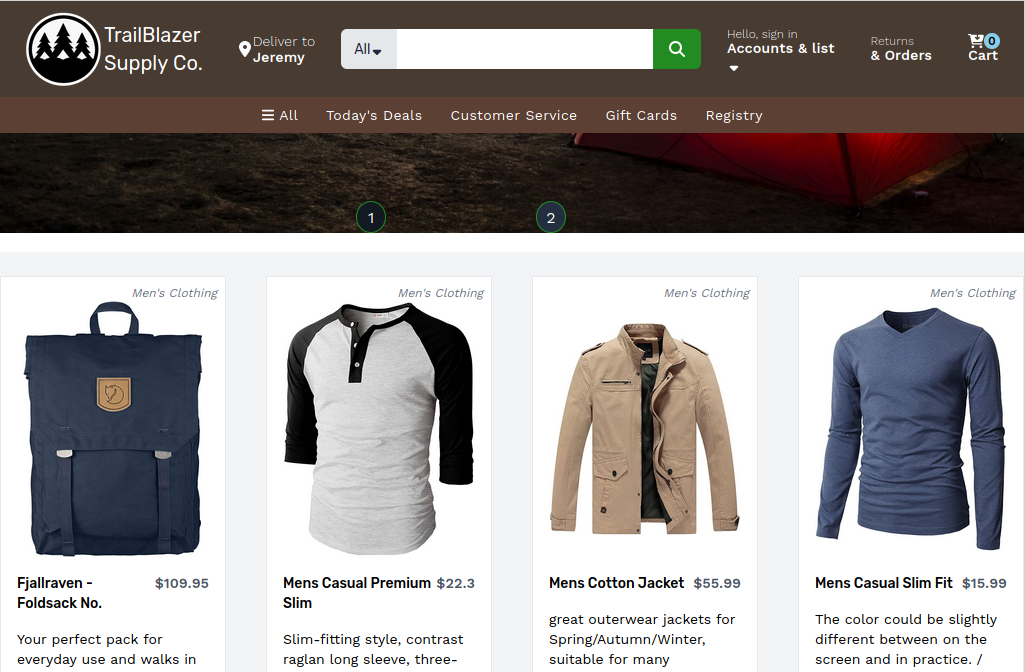 TrailBlazer
Supply Co.
Deliver to
Jeremy
All
Hello, sign in
Accounts & list
Returns
& Orders
0
Cart
All
Today's Deals
Customer Service
Gift Cards
Registry
1
2
Men's Clothing
Men's Clothing
Men's Clothing
Men's Clothing
Fjallraven - $109.95
Foldsack No.
Your perfect pack for
everyday use and walks in
Mens Casual Premium $22.3
Slim
Slim-fitting style, contrast
raglan long sleeve, three-
Mens Cotton Jacket $55.99
great outerwear jackets for
Spring/Autumn/Winter,
suitable for many
Mens Casual Slim Fit $15.99
The color could be slightly
different between on the
screen and in practice. /